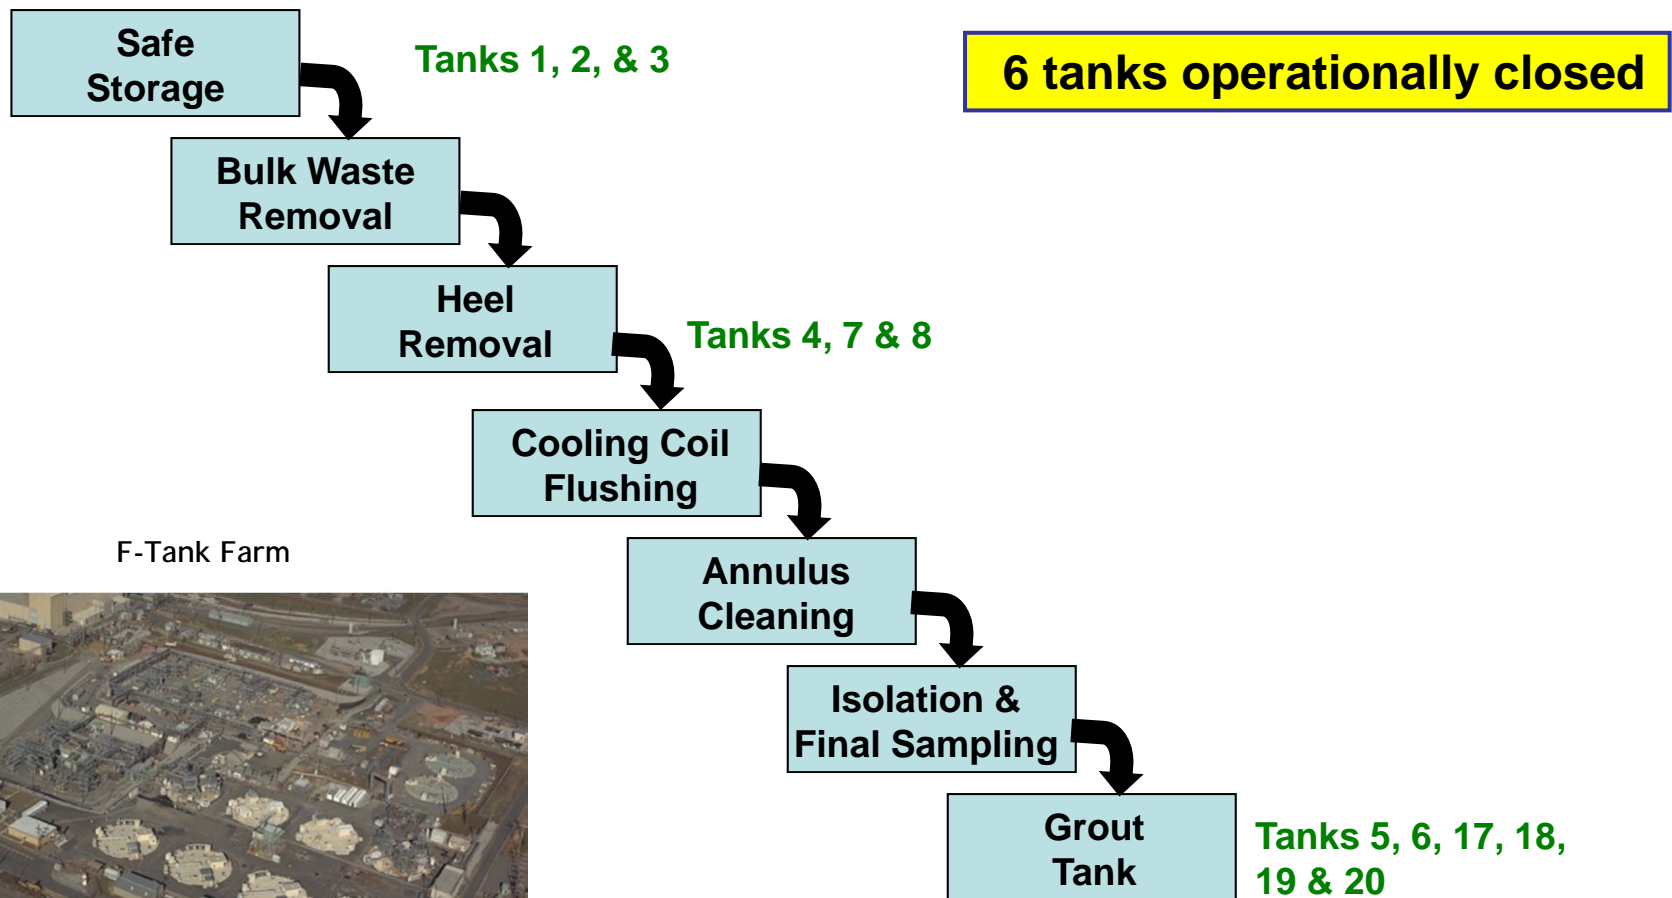 Safe
Storage
Tanks 1, 2, & 3
6 tanks operationally closed
Bulk Waste
Removal
Heel
Removal
Tanks 4, 7 & 8
Cooling Coil
Flushing
F-Tank Farm
Annulus
Cleaning
Isolation &
Final Sampling
Grout
Tank
Tanks 5, 6, 17, 18,
19 & 20